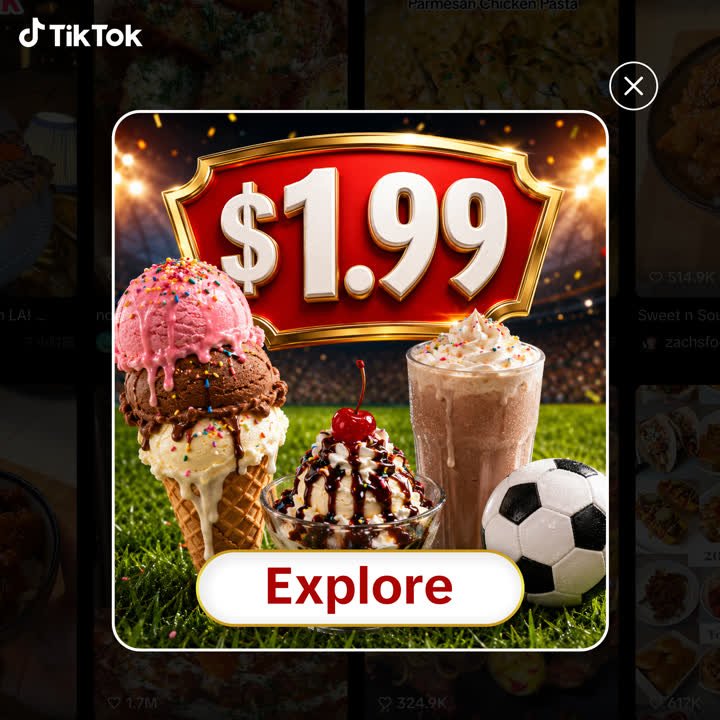 Parmesan Chicken Pasta
TikTok
$1.99
514.9K
Sweet n Sou
zachsfo
Explore
1.7M
324.9K
617K